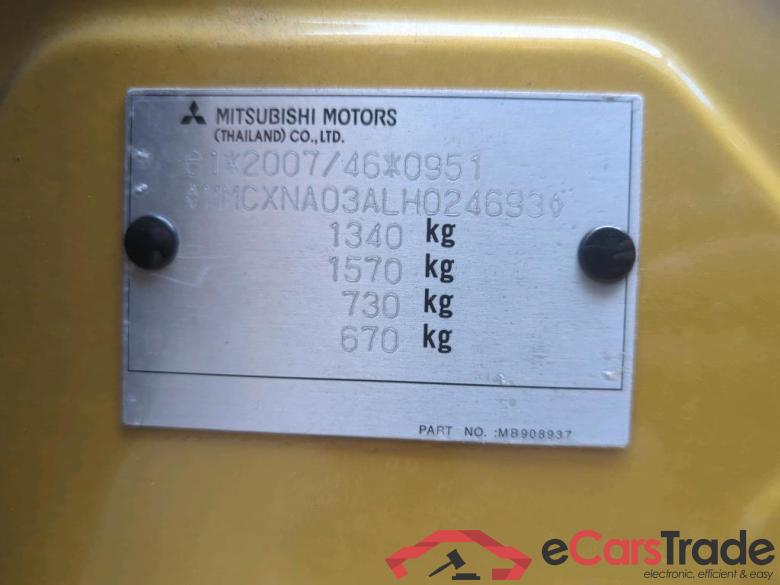 MITSUBISHI MOTORS
(THAILAND) CO., LTD.
e1*2007/46*0951
◊MMCXNA03ALH024693◊
1340 kg
1570 kg
730 kg
670 kg
PART NO. :MB908937
eCarsTrade
electronic, efficient & easy